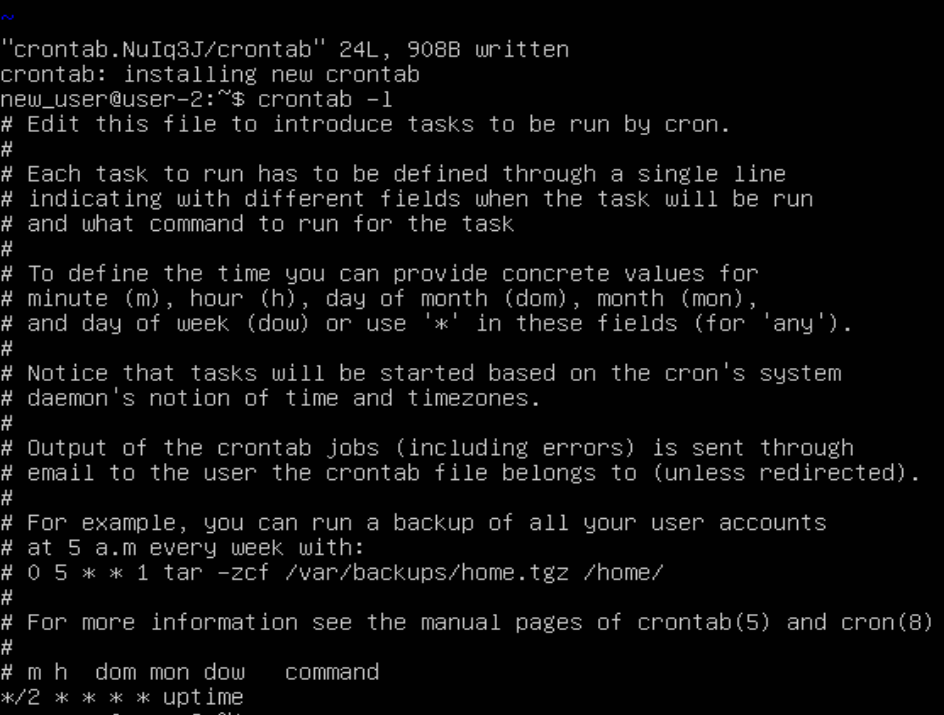 ~
"crontab.NuIq3J/crontab" 24L, 908B written
crontab: installing new crontab
new_user@user-2:~$ crontab -l
# Edit this file to introduce tasks to be run by cron.
#
# Each task to run has to be defined through a single line
# indicating with different fields when the task will be run
# and what command to run for the task
#
# To define the time you can provide concrete values for
# minute (m), hour (h), day of month (dom), month (mon),
# and day of week (dow) or use '*' in these fields (for 'any').
#
# Notice that tasks will be started based on the cron's system
# daemon's notion of time and timezones.
#
# Output of the crontab jobs (including errors) is sent through
# email to the user the crontab file belongs to (unless redirected).
#
# For example, you can run a backup of all your user accounts
# at 5 a.m every week with:
# 0 5 * * 1 tar -zcf /var/backups/home.tgz /home/
#
# For more information see the manual pages of crontab(5) and cron(8)
#
# m h  dom mon dow   command
*/2 * * * * uptime